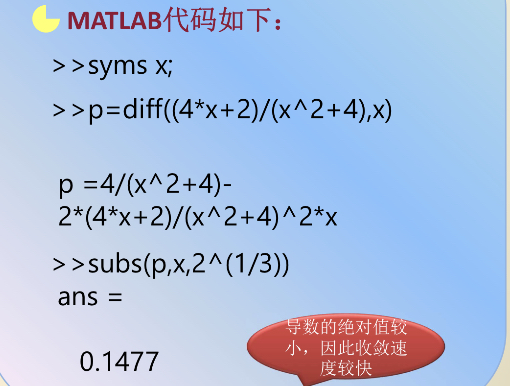 MATLAB代码如下：
>>syms x;
>>p=diff((4*x+2)/(x^2+4),x)
p =4/(x^2+4)-
2*(4*x+2)/(x^2+4)^2*x
>>subs(p,x,2^(1/3))
ans =
0.1477
导数的绝对值较
小，因此收敛速
度较快